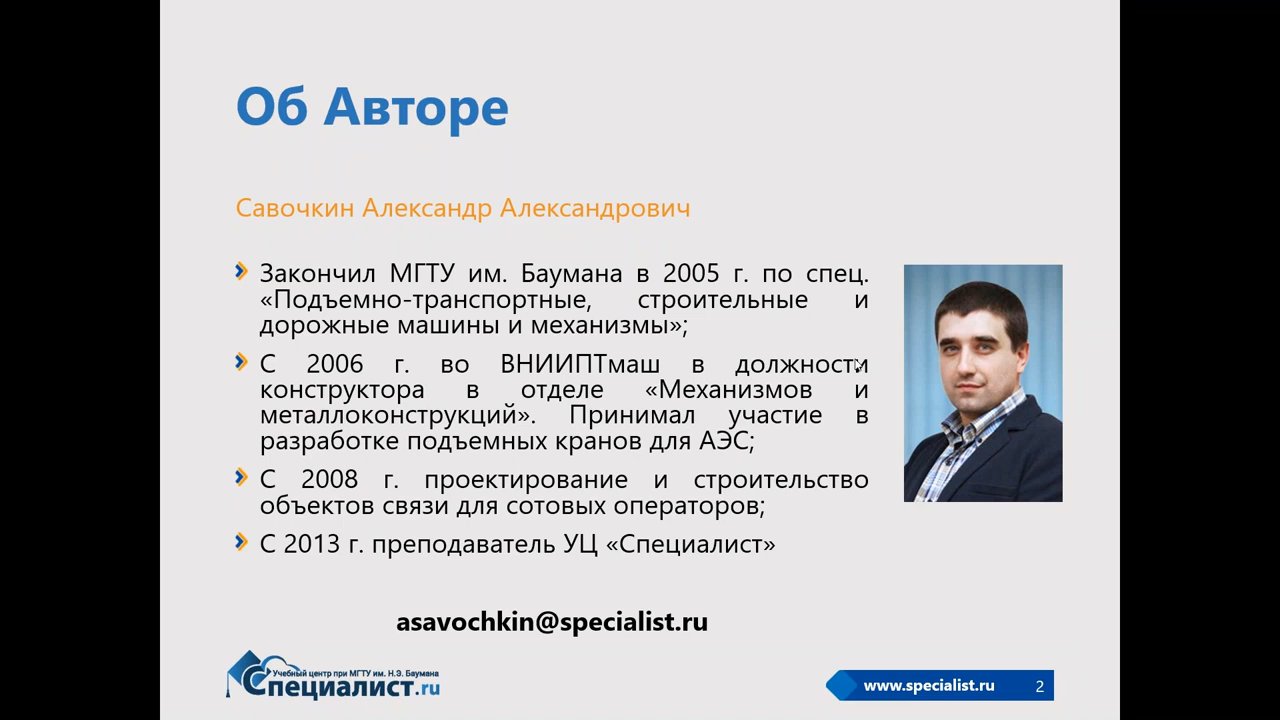 Об Авторе
Савочкин Александр Александрович
Закончил МГТУ им. Баумана в 2005 г. по спец.
«Подъемно-транспортные, строительные и
дорожные машины и механизмы»;
С 2006 г. во ВНИИПТмаш в должности
конструктора в отделе «Механизмов и
металлоконструкций». Принимал участие в
разработке подъемных кранов для АЭС;
С 2008 г. проектирование и строительство
объектов связи для сотовых операторов;
С 2013 г. преподаватель УЦ «Специалист»
asavochkin@specialist.ru
Учебный центр при МГТУ им. Н.Э. Баумана
Специалист.ru
www.specialist.ru 2